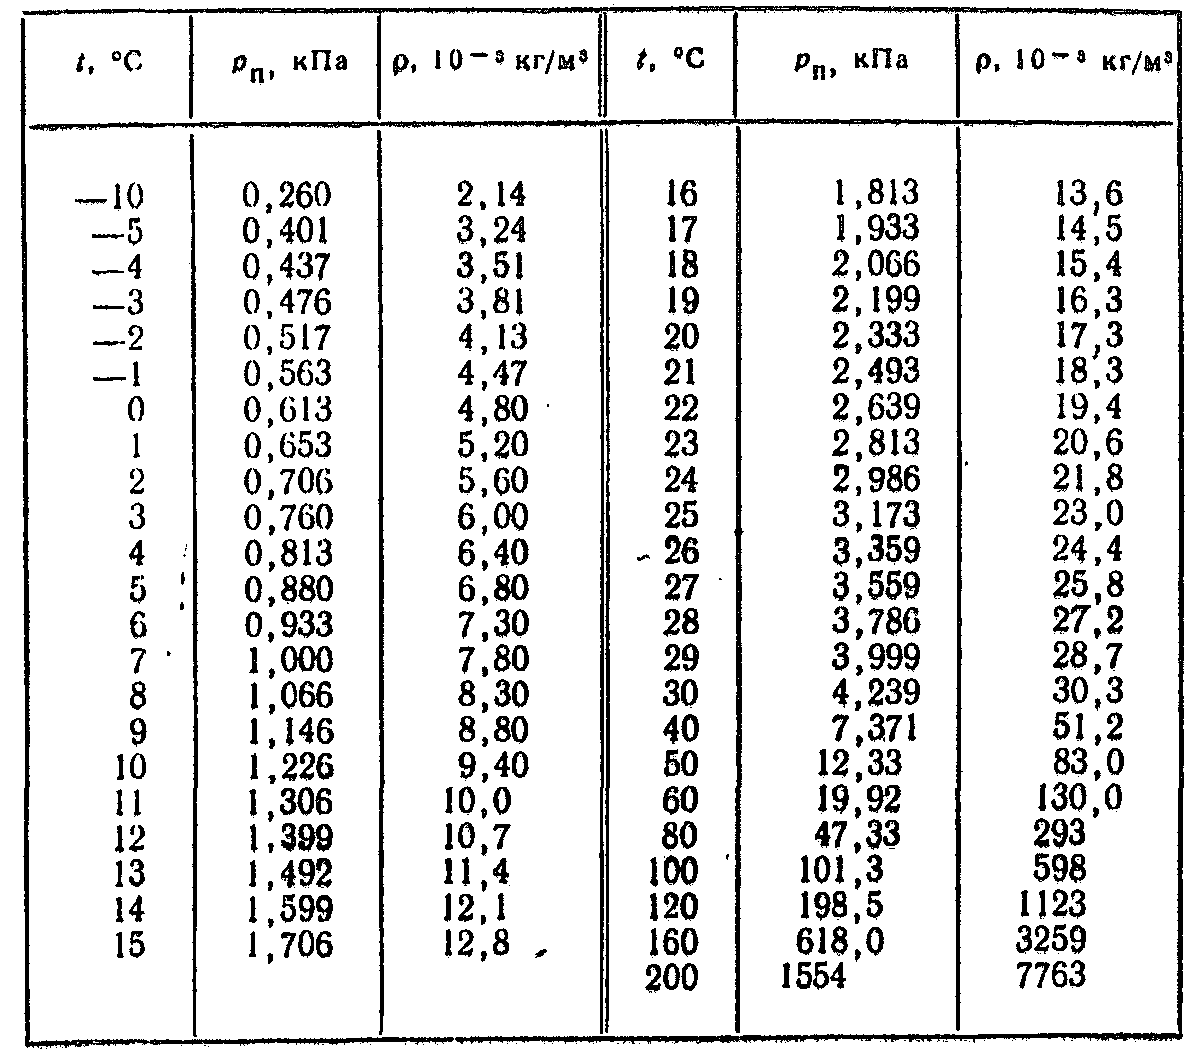 t, °C pп, кПа ρ, 10⁻³ кг/м³ t, °C pп, кПа ρ, 10⁻³ кг/м³
—10 0,260 2,14 16 1,813 13,6
—5 0,401 3,24 17 1,933 14,5
—4 0,437 3,51 18 2,066 15,4
—3 0,476 3,81 19 2,199 16,3
—2 0,517 4,13 20 2,333 17,3
—1 0,563 4,47 21 2,493 18,3
0 0,613 4,80 22 2,639 19,4
1 0,653 5,20 23 2,813 20,6
2 0,706 5,60 24 2,986 21,8
3 0,760 6,00 25 3,173 23,0
4 0,813 6,40 26 3,359 24,4
5 0,880 6,80 27 3,559 25,8
6 0,933 7,30 28 3,786 27,2
7 1,000 7,80 29 3,999 28,7
8 1,066 8,30 30 4,239 30,3
9 1,146 8,80 40 7,371 51,2
10 1,226 9,40 50 12,33 83,0
11 1,306 10,0 60 19,92 130,0
12 1,399 10,7 80 47,33 293
13 1,492 11,4 100 101,3 598
14 1,599 12,1 120 198,5 1123
15 1,706 12,8 160 618,0 3259
200 1554 7763